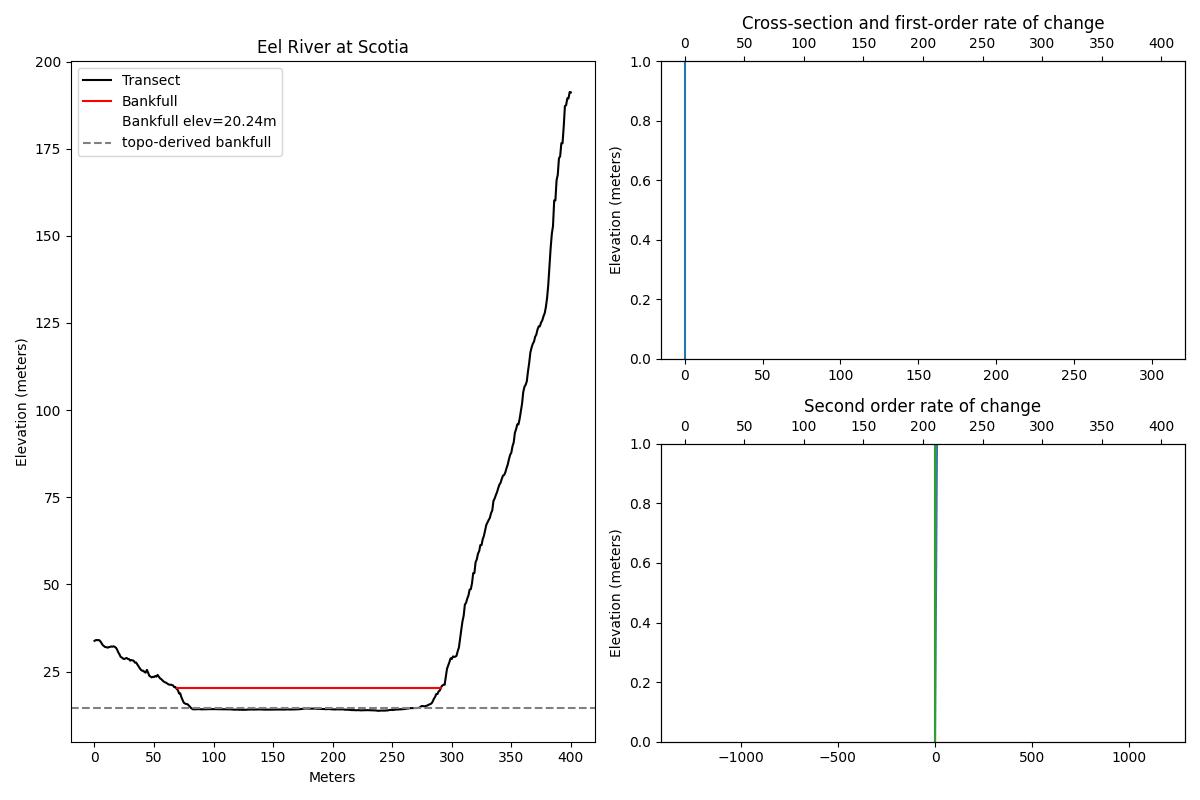 Eel River at Scotia
200
175
150
125
100
75
50
25
Elevation (meters)
0 50 100 150 200 250 300 350 400
Meters
Transect
Bankfull
Bankfull elev=20.24m
topo-derived bankfull
Cross-section and first-order rate of change
0 50 100 150 200 250 300 350 400
1.0
0.8
0.6
0.4
0.2
0.0
Elevation (meters)
0 50 100 150 200 250 300
Second order rate of change
0 50 100 150 200 250 300 350 400
1.0
0.8
0.6
0.4
0.2
0.0
Elevation (meters)
−1000 −500 0 500 1000